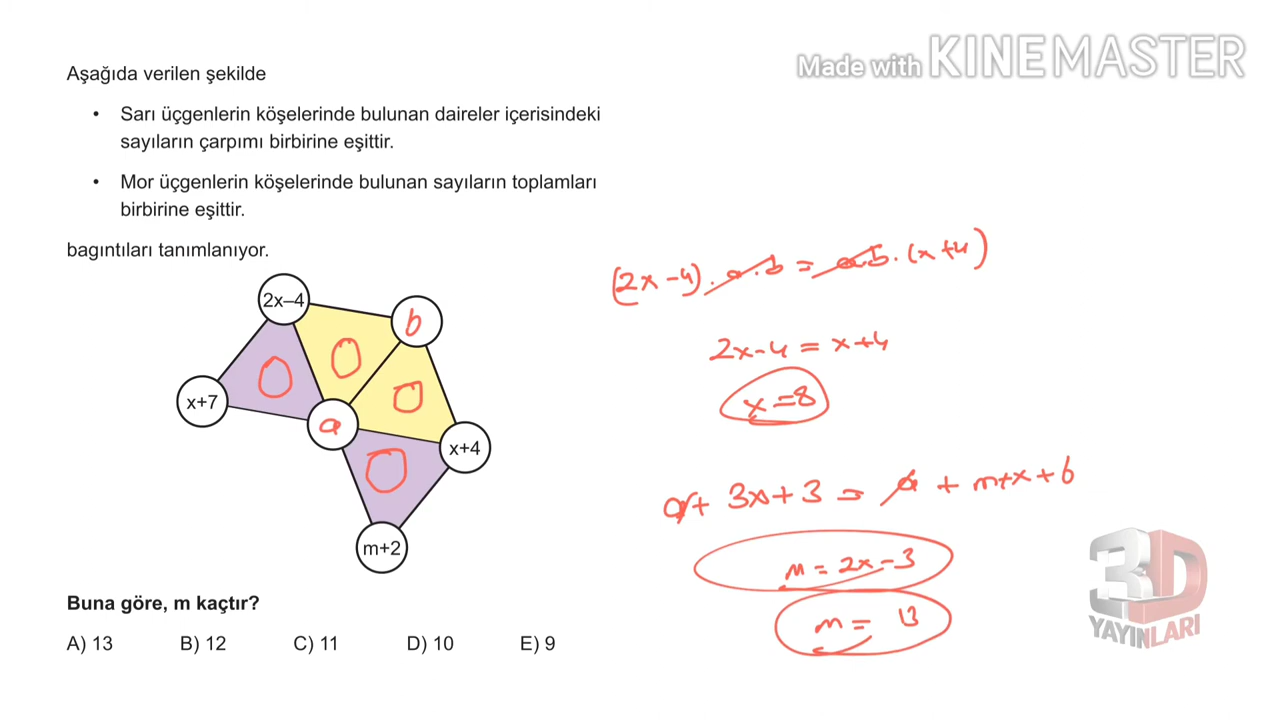 Made with KINEMASTER
Aşağıda verilen şekilde
• Sarı üçgenlerin köşelerinde bulunan daireler içerisindeki
sayıların çarpımı birbirine eşittir.
• Mor üçgenlerin köşelerinde bulunan sayıların toplamları
birbirine eşittir.
bagıntıları tanımlanıyor.
2x–4
b
x+7
a
x+4
m+2
(2x-4).a.b = a.b.(x+4)
2x-4 = x+4
x=8
a+ 3x+3 = a + m+x+6
m = 2x-3
m = 13
Buna göre, m kaçtır?
A) 13 B) 12 C) 11 D) 10 E) 9
3D
YAYINLARI